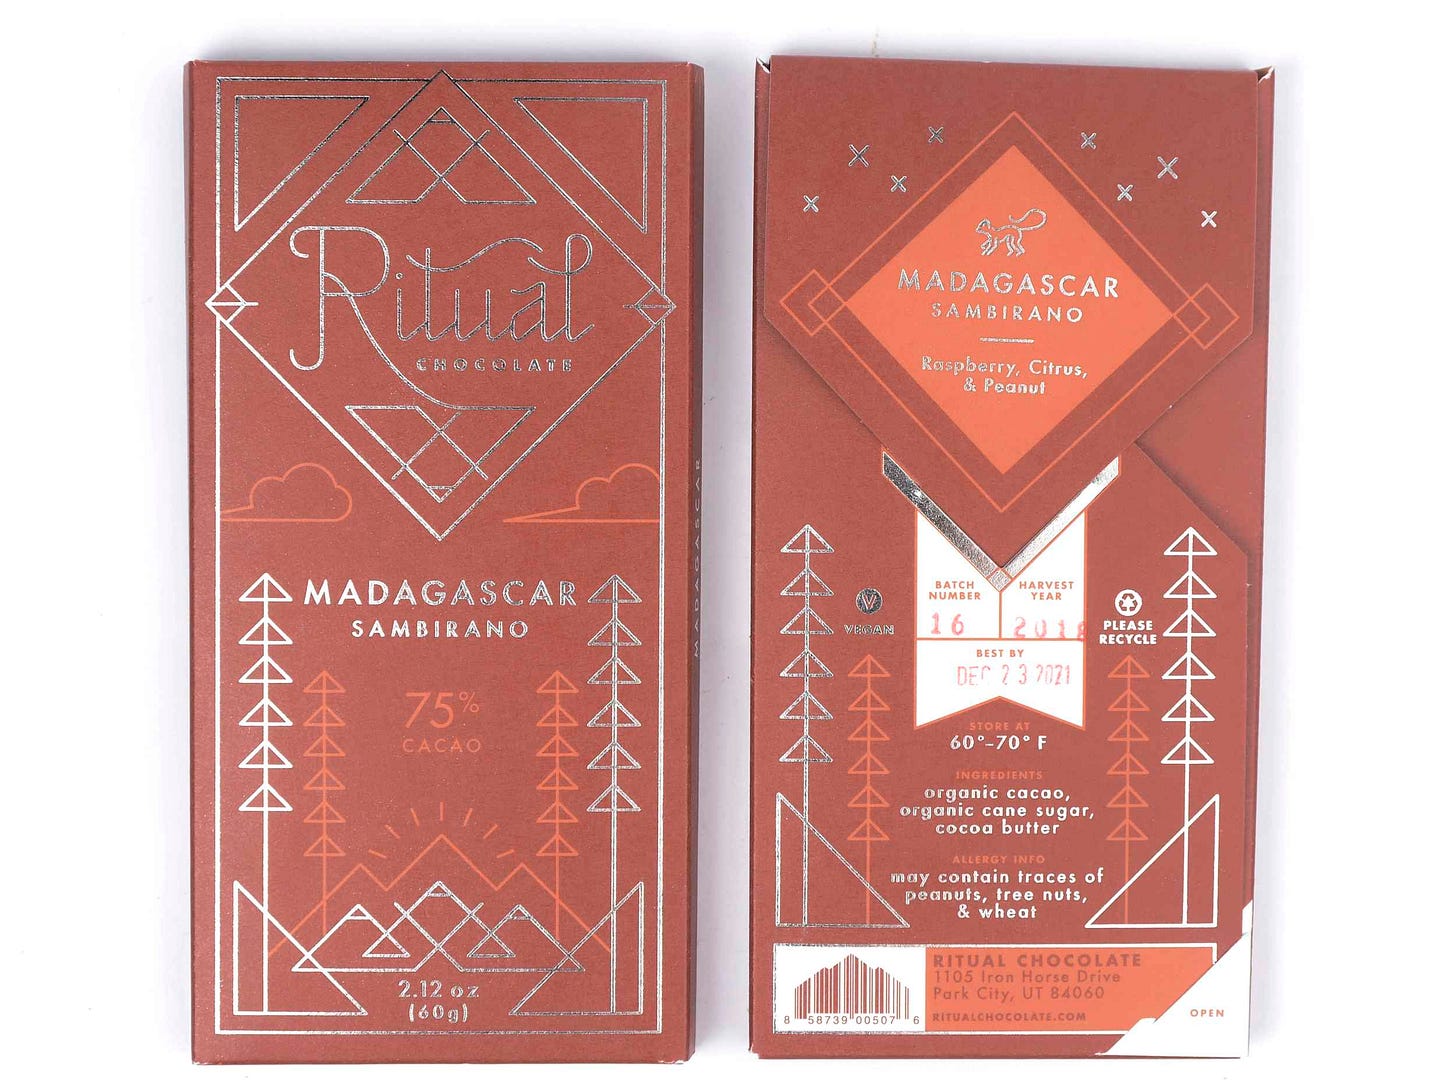 Ritual
CHOCOLATE
MADAGASCAR
SAMBIRANO
75%
CACAO
2.12 oz
(60g)
MADAGASCAR
MADAGASCAR
SAMBIRANO
Raspberry, Citrus,
& Peanut
BATCH NUMBER
16
HARVEST YEAR
2018
BEST BY
DEC 23 2021
VEGAN
PLEASE
RECYCLE
STORE AT
60°-70° F
INGREDIENTS
organic cacao,
organic cane sugar,
cocoa butter
ALLERGY INFO
may contain traces of
peanuts, tree nuts,
& wheat
8 58739 00507 6
RITUAL CHOCOLATE
1105 Iron Horse Drive
Park City, UT 84060
RITUALCHOCOLATE.COM
OPEN